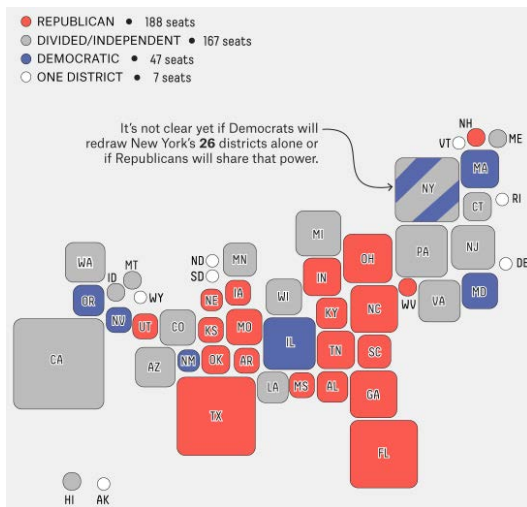 REPUBLICAN • 188 seats
DIVIDED/INDEPENDENT • 167 seats
DEMOCRATIC • 47 seats
ONE DISTRICT • 7 seats
It's not clear yet if Democrats will
redraw New York's 26 districts alone or
if Republicans will share that power.
NH
VT
ME
MA
NY
CT
RI
MI
WA
MT
ID
ND
SD
MN
OH
PA
NJ
DE
IN
WI
OR
WY
NE
IA
WV
VA
MD
NV
UT
CO
KS
MO
IL
KY
NC
CA
AZ
NM
OK
AR
TN
SC
LA
MS
AL
GA
TX
FL
HI
AK